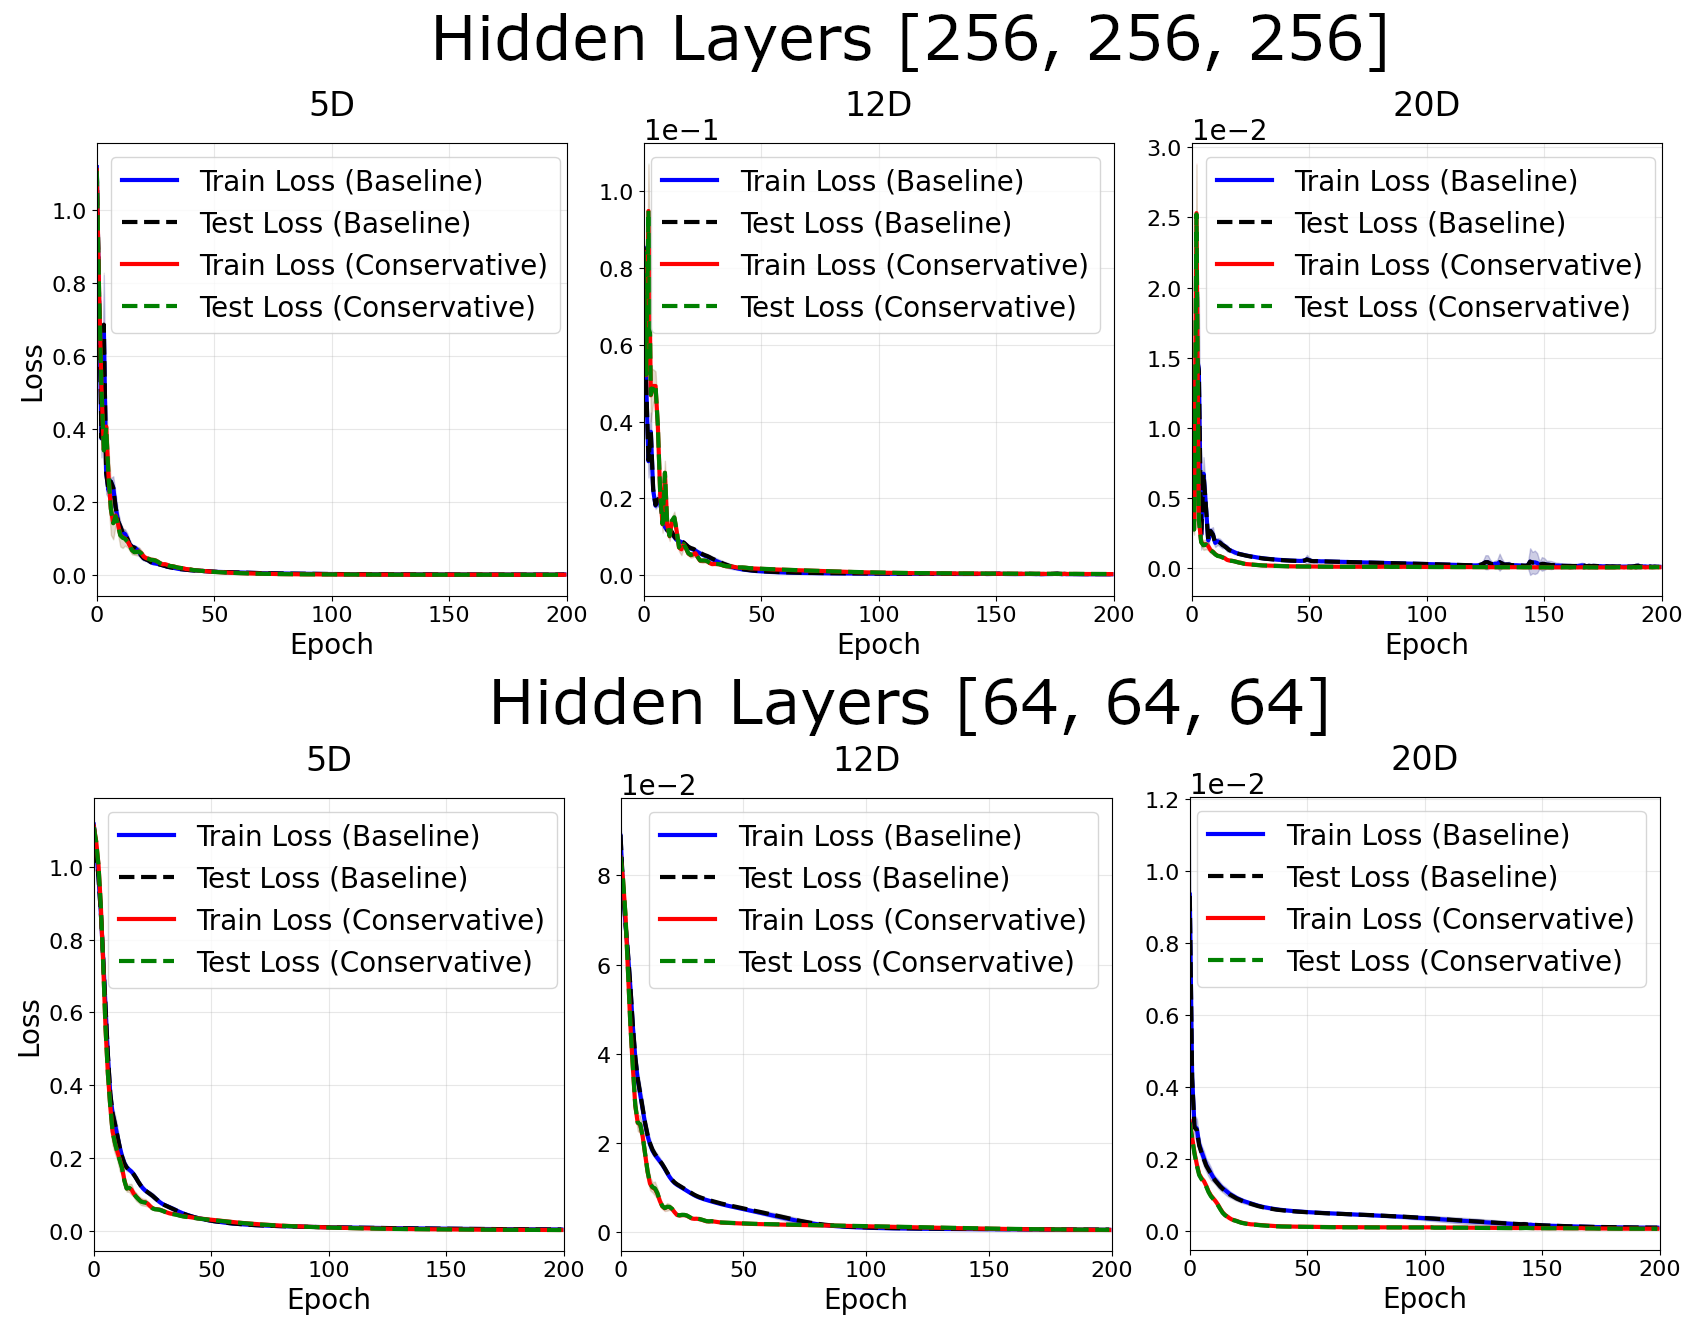 Hidden Layers [256, 256, 256]
5D
Train Loss (Baseline)
Test Loss (Baseline)
Train Loss (Conservative)
Test Loss (Conservative)
Loss
1.0
0.8
0.6
0.4
0.2
0.0
0 50 100 150 200
Epoch
12D
1e−1
Train Loss (Baseline)
Test Loss (Baseline)
Train Loss (Conservative)
Test Loss (Conservative)
1.0
0.8
0.6
0.4
0.2
0.0
0 50 100 150 200
Epoch
20D
1e−2
Train Loss (Baseline)
Test Loss (Baseline)
Train Loss (Conservative)
Test Loss (Conservative)
3.0
2.5
2.0
1.5
1.0
0.5
0.0
0 50 100 150 200
Epoch
Hidden Layers [64, 64, 64]
5D
Train Loss (Baseline)
Test Loss (Baseline)
Train Loss (Conservative)
Test Loss (Conservative)
Loss
1.0
0.8
0.6
0.4
0.2
0.0
0 50 100 150 200
Epoch
12D
1e−2
Train Loss (Baseline)
Test Loss (Baseline)
Train Loss (Conservative)
Test Loss (Conservative)
8
6
4
2
0
0 50 100 150 200
Epoch
20D
1e−2
Train Loss (Baseline)
Test Loss (Baseline)
Train Loss (Conservative)
Test Loss (Conservative)
1.2
1.0
0.8
0.6
0.4
0.2
0.0
0 50 100 150 200
Epoch